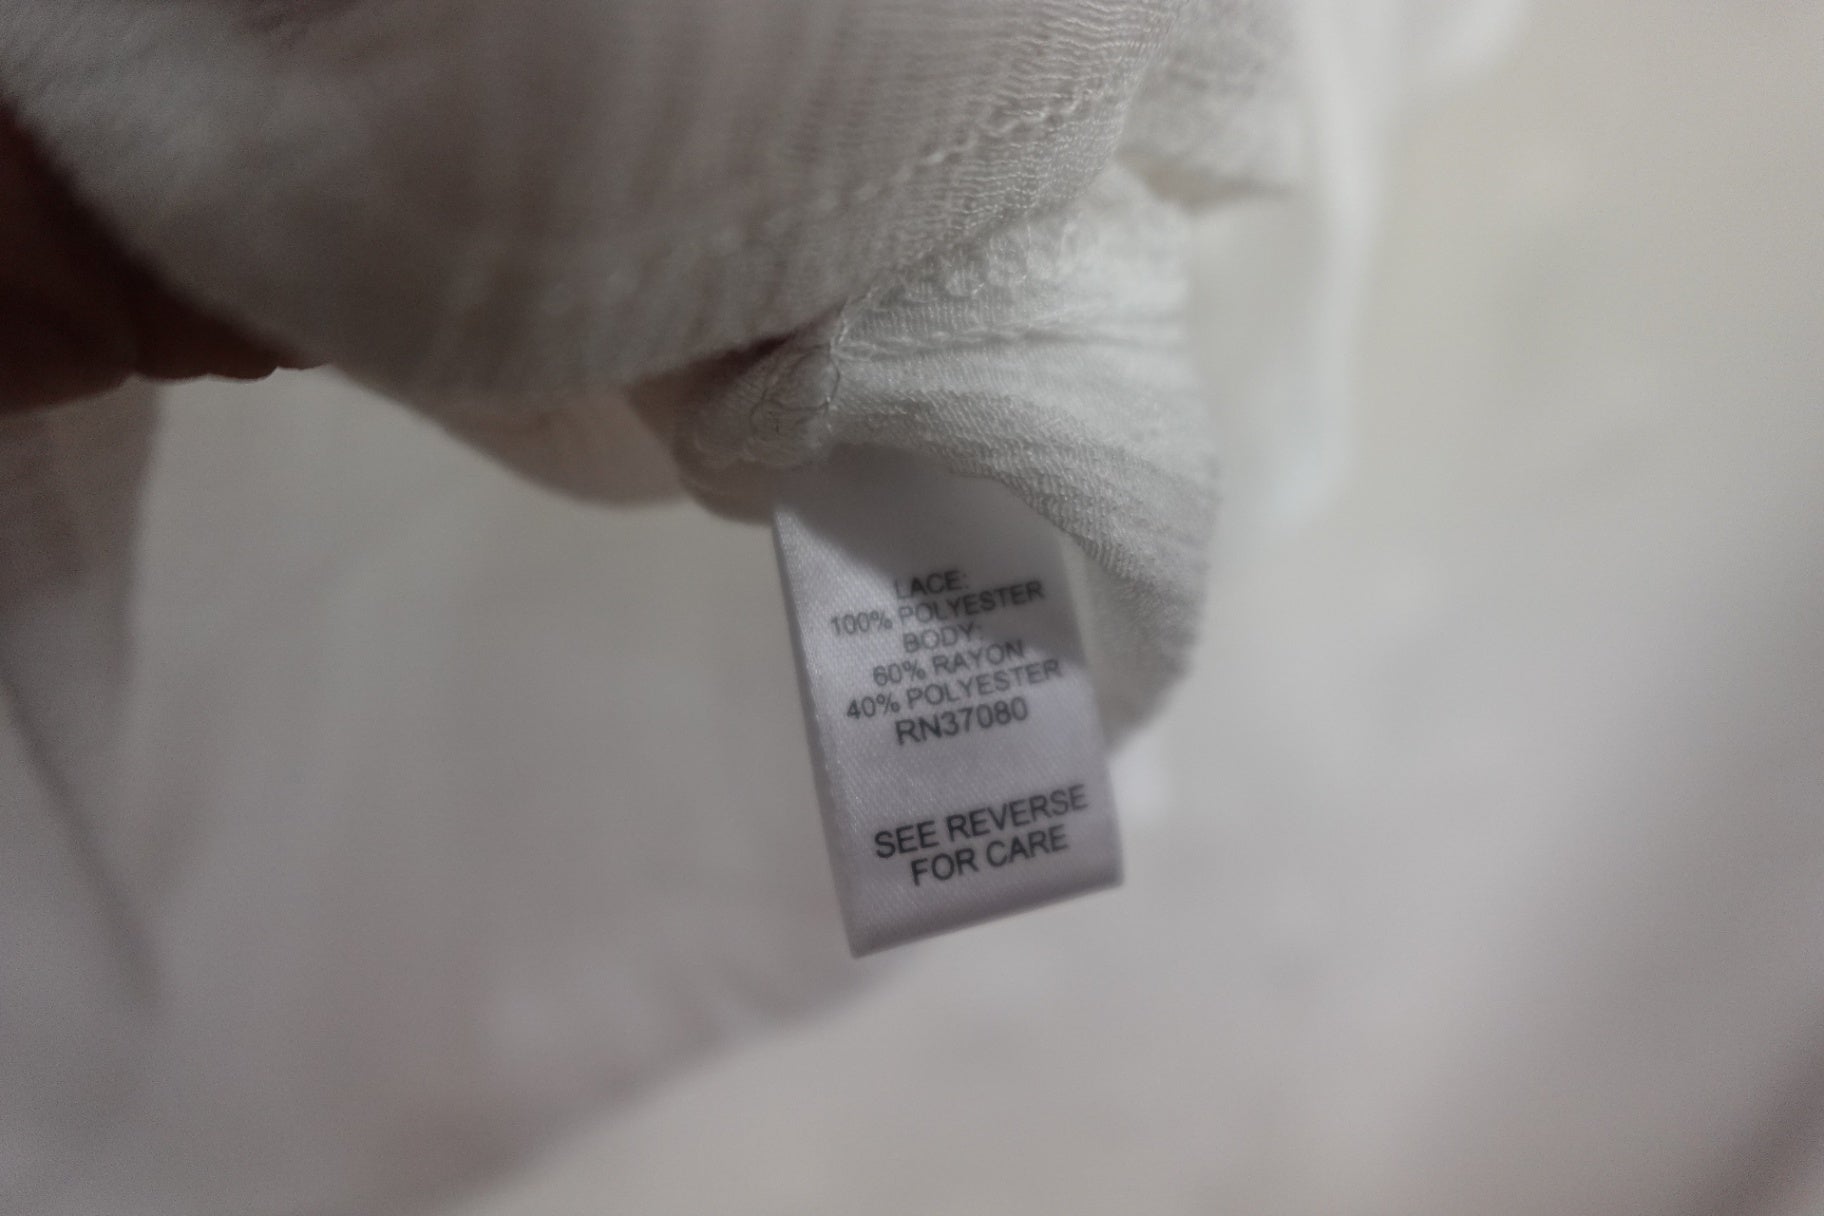 LACE:
100% POLYESTER
BODY:
60% RAYON
40% POLYESTER
RN37080
SEE REVERSE
FOR CARE